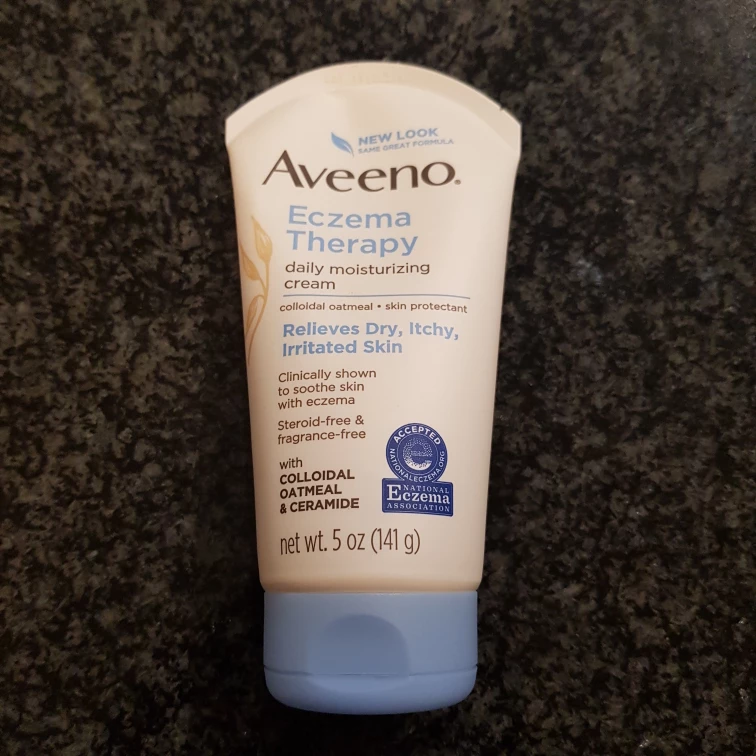 NEW LOOK
SAME GREAT FORMULA
Aveeno.
Eczema
Therapy
daily moisturizing
cream
colloidal oatmeal • skin protectant
Relieves Dry, Itchy,
Irritated Skin
Clinically shown
to soothe skin
with eczema
Steroid-free &
fragrance-free
with
COLLOIDAL
OATMEAL
& CERAMIDE
ACCEPTED
NATIONALECZEMA.ORG
NATIONAL
Eczema
ASSOCIATION
net wt. 5 oz (141 g)